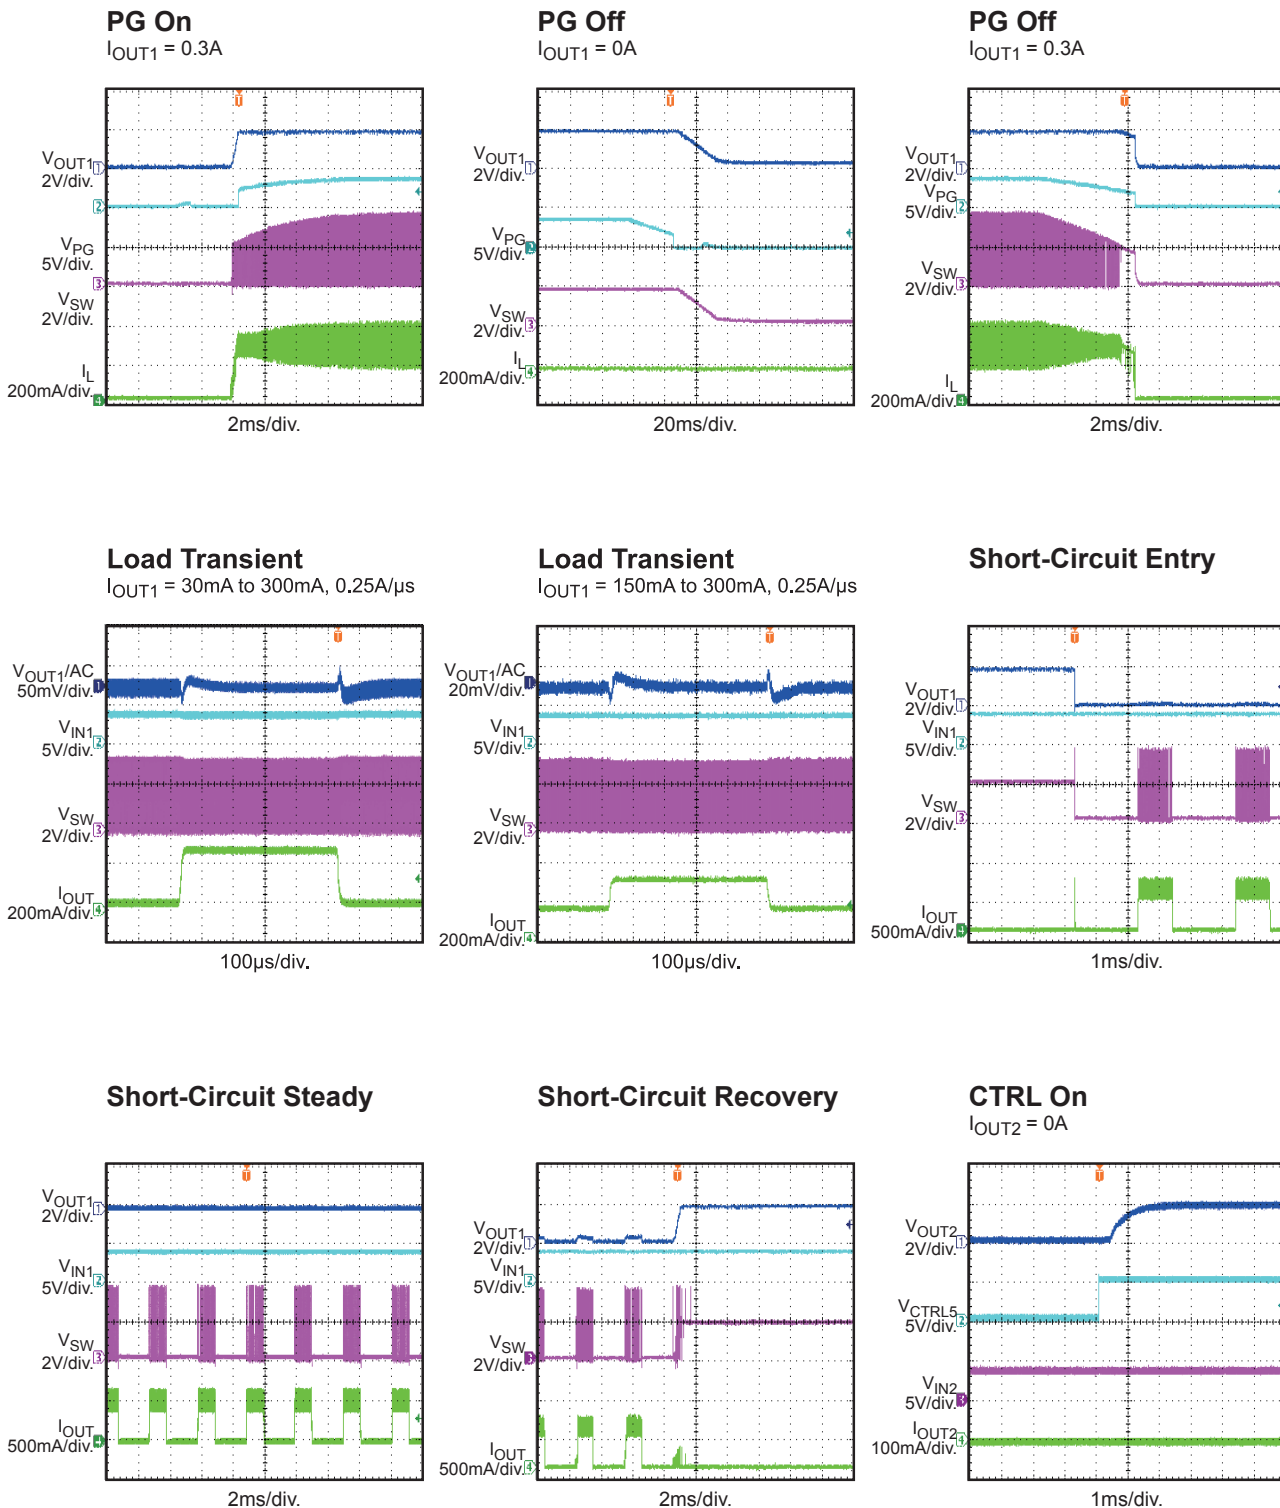 PG On
IOUT1 = 0.3A
VOUT1
2V/div.
VPG
5V/div.
VSW
2V/div.
IL
200mA/div.
2ms/div.
PG Off
IOUT1 = 0A
VOUT1
2V/div.
VPG
5V/div.
VSW
2V/div.
IL
200mA/div.
20ms/div.
PG Off
IOUT1 = 0.3A
VOUT1
2V/div.
VPG
5V/div.
VSW
2V/div.
IL
200mA/div.
2ms/div.
Load Transient
IOUT1 = 30mA to 300mA, 0.25A/µs
VOUT1/AC
50mV/div.
VIN1
5V/div.
VSW
2V/div.
IOUT
200mA/div.
100µs/div.
Load Transient
IOUT1 = 150mA to 300mA, 0.25A/µs
VOUT1/AC
20mV/div.
VIN1
5V/div.
VSW
2V/div.
IOUT
200mA/div.
100µs/div.
Short-Circuit Entry
VOUT1
2V/div.
VIN1
5V/div.
VSW
2V/div.
IOUT
500mA/div.
1ms/div.
Short-Circuit Steady
VOUT1
2V/div.
VIN1
5V/div.
VSW
2V/div.
IOUT
500mA/div.
2ms/div.
Short-Circuit Recovery
VOUT1
2V/div.
VIN1
5V/div.
VSW
2V/div.
IOUT
500mA/div.
2ms/div.
CTRL On
IOUT2 = 0A
VOUT2
2V/div.
VCTRL5
5V/div.
VIN2
5V/div.
IOUT2
100mA/div.
1ms/div.